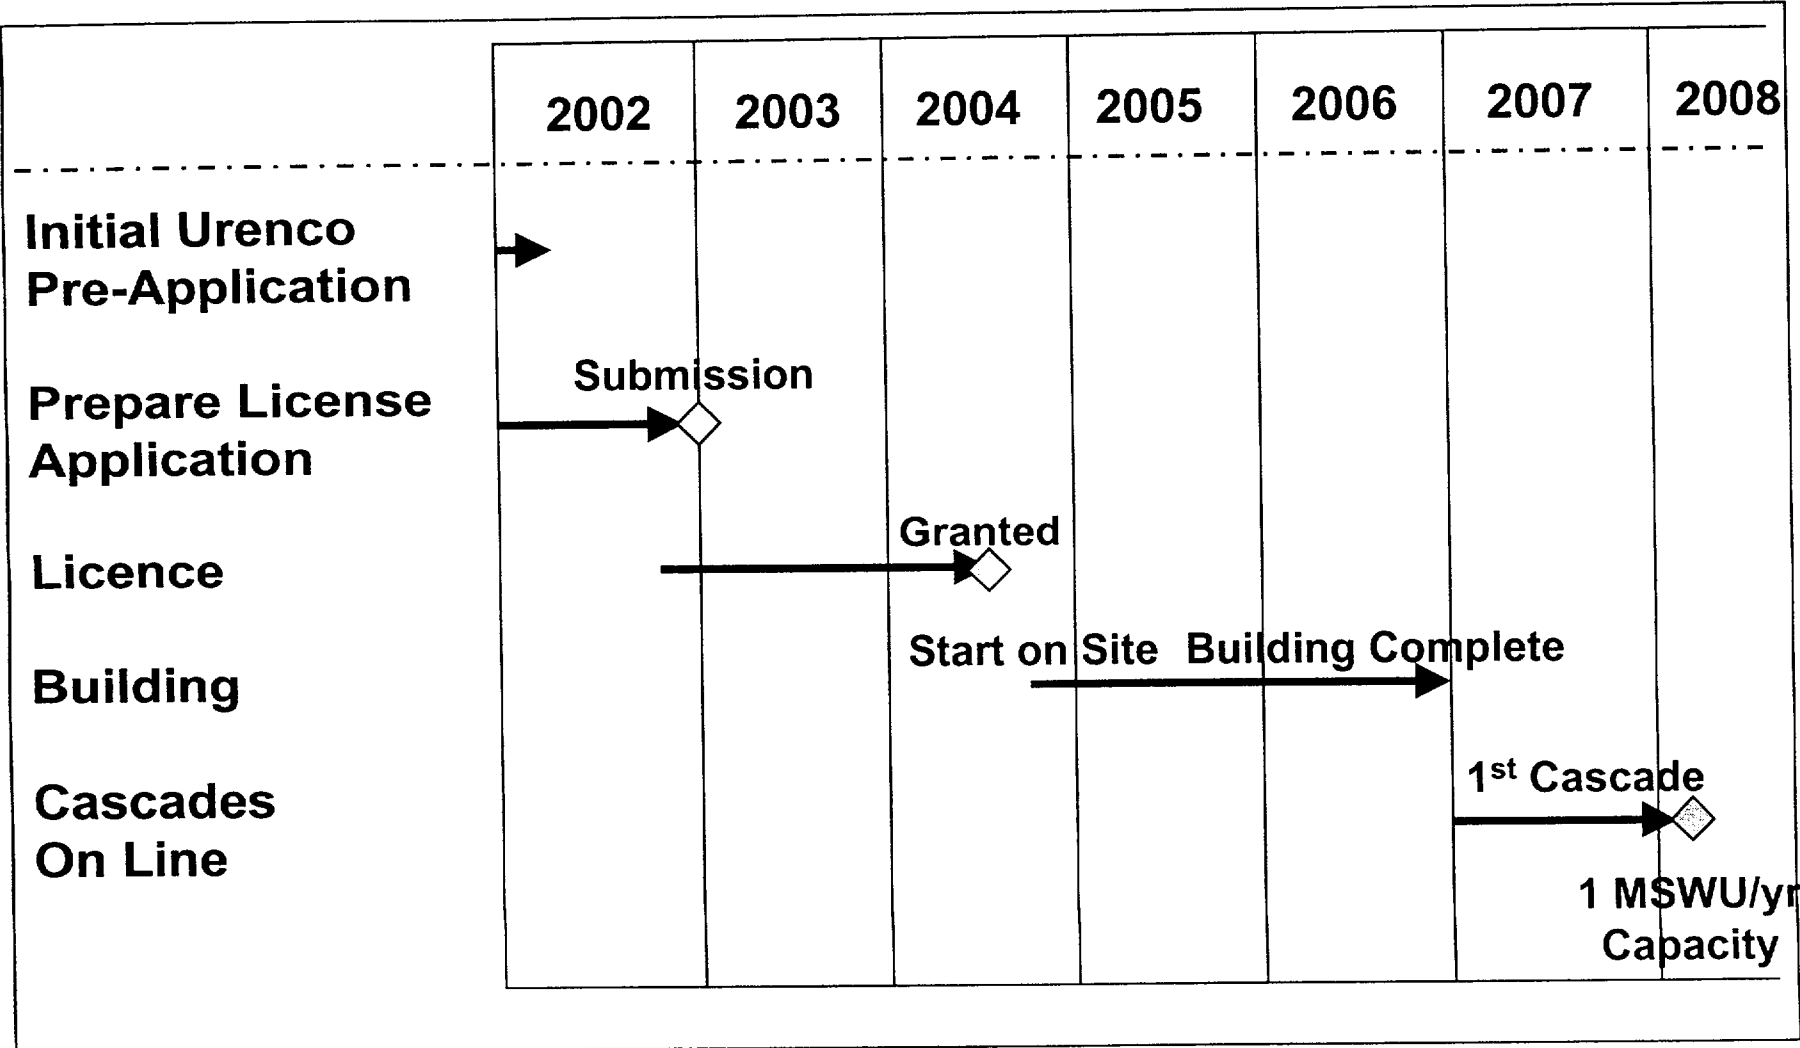 2002 2003 2004 2005 2006 2007 2008
Initial Urenco
Pre-Application
Submission
Prepare License
Application
Granted
Licence
Start on Site Building Complete
Building
1st Cascade
Cascades
On Line
1 MSWU/yr
Capacity